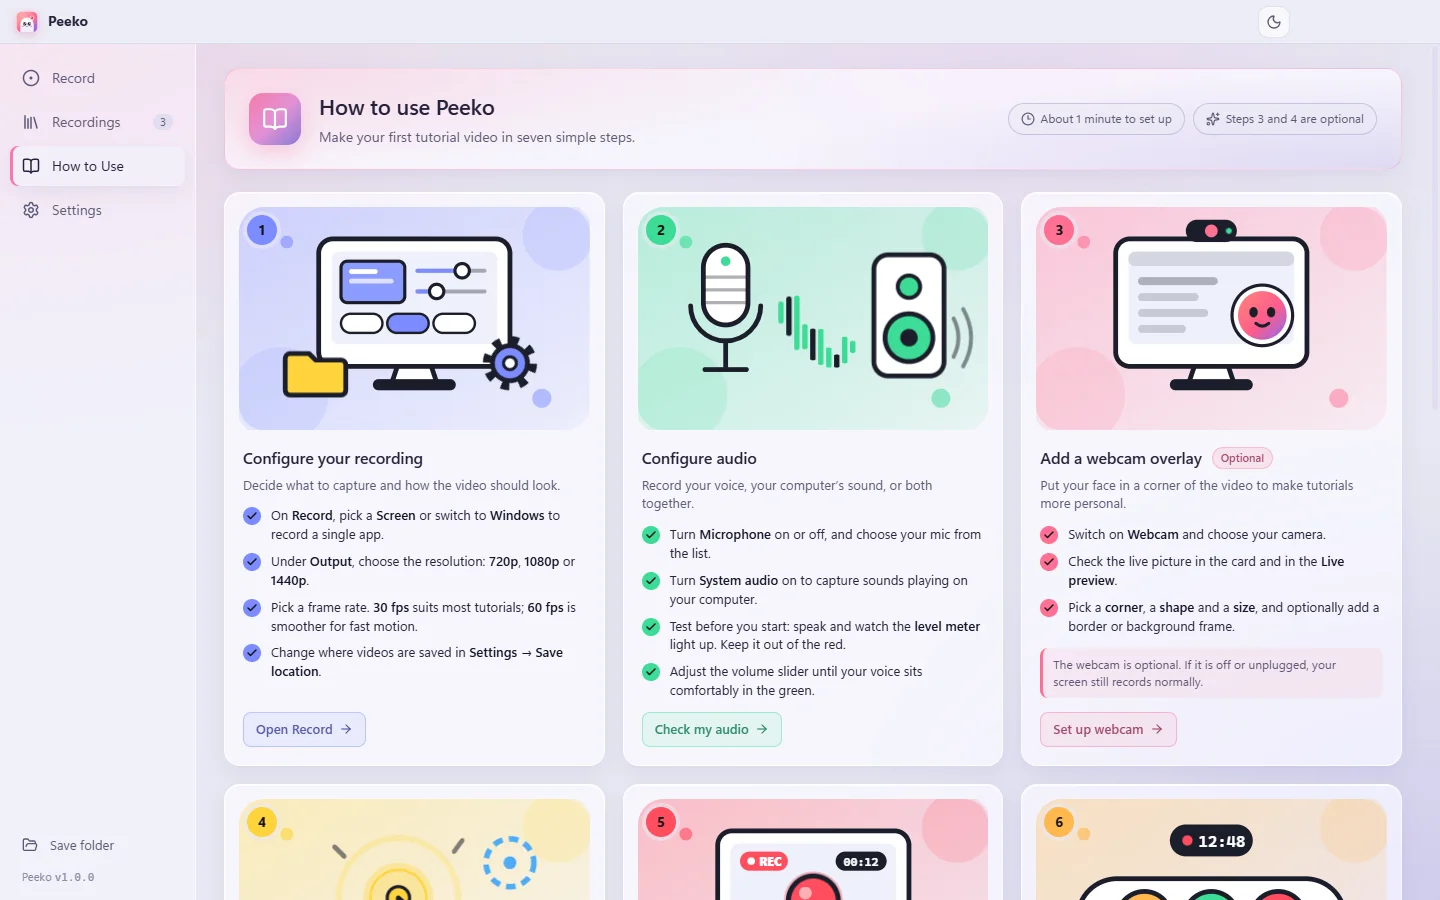 Peeko
Record
Recordings 3
How to Use
Settings
Save folder
Peeko v1.0.0
How to use Peeko
Make your first tutorial video in seven simple steps.
About 1 minute to set up
Steps 3 and 4 are optional
1
Configure your recording
Decide what to capture and how the video should look.
On Record, pick a Screen or switch to Windows to
record a single app.
Under Output, choose the resolution: 720p, 1080p or
1440p.
Pick a frame rate. 30 fps suits most tutorials; 60 fps is
smoother for fast motion.
Change where videos are saved in Settings → Save
location.
Open Record →
2
Configure audio
Record your voice, your computer’s sound, or both
together.
Turn Microphone on or off, and choose your mic from
the list.
Turn System audio on to capture sounds playing on
your computer.
Test before you start: speak and watch the level meter
light up. Keep it out of the red.
Adjust the volume slider until your voice sits
comfortably in the green.
Check my audio →
3
Add a webcam overlay Optional
Put your face in a corner of the video to make tutorials
more personal.
Switch on Webcam and choose your camera.
Check the live picture in the card and in the Live
preview.
Pick a corner, a shape and a size, and optionally add a
border or background frame.
The webcam is optional. If it is off or unplugged, your
screen still records normally.
Set up webcam →
4
5
REC 00:12
6
12:48